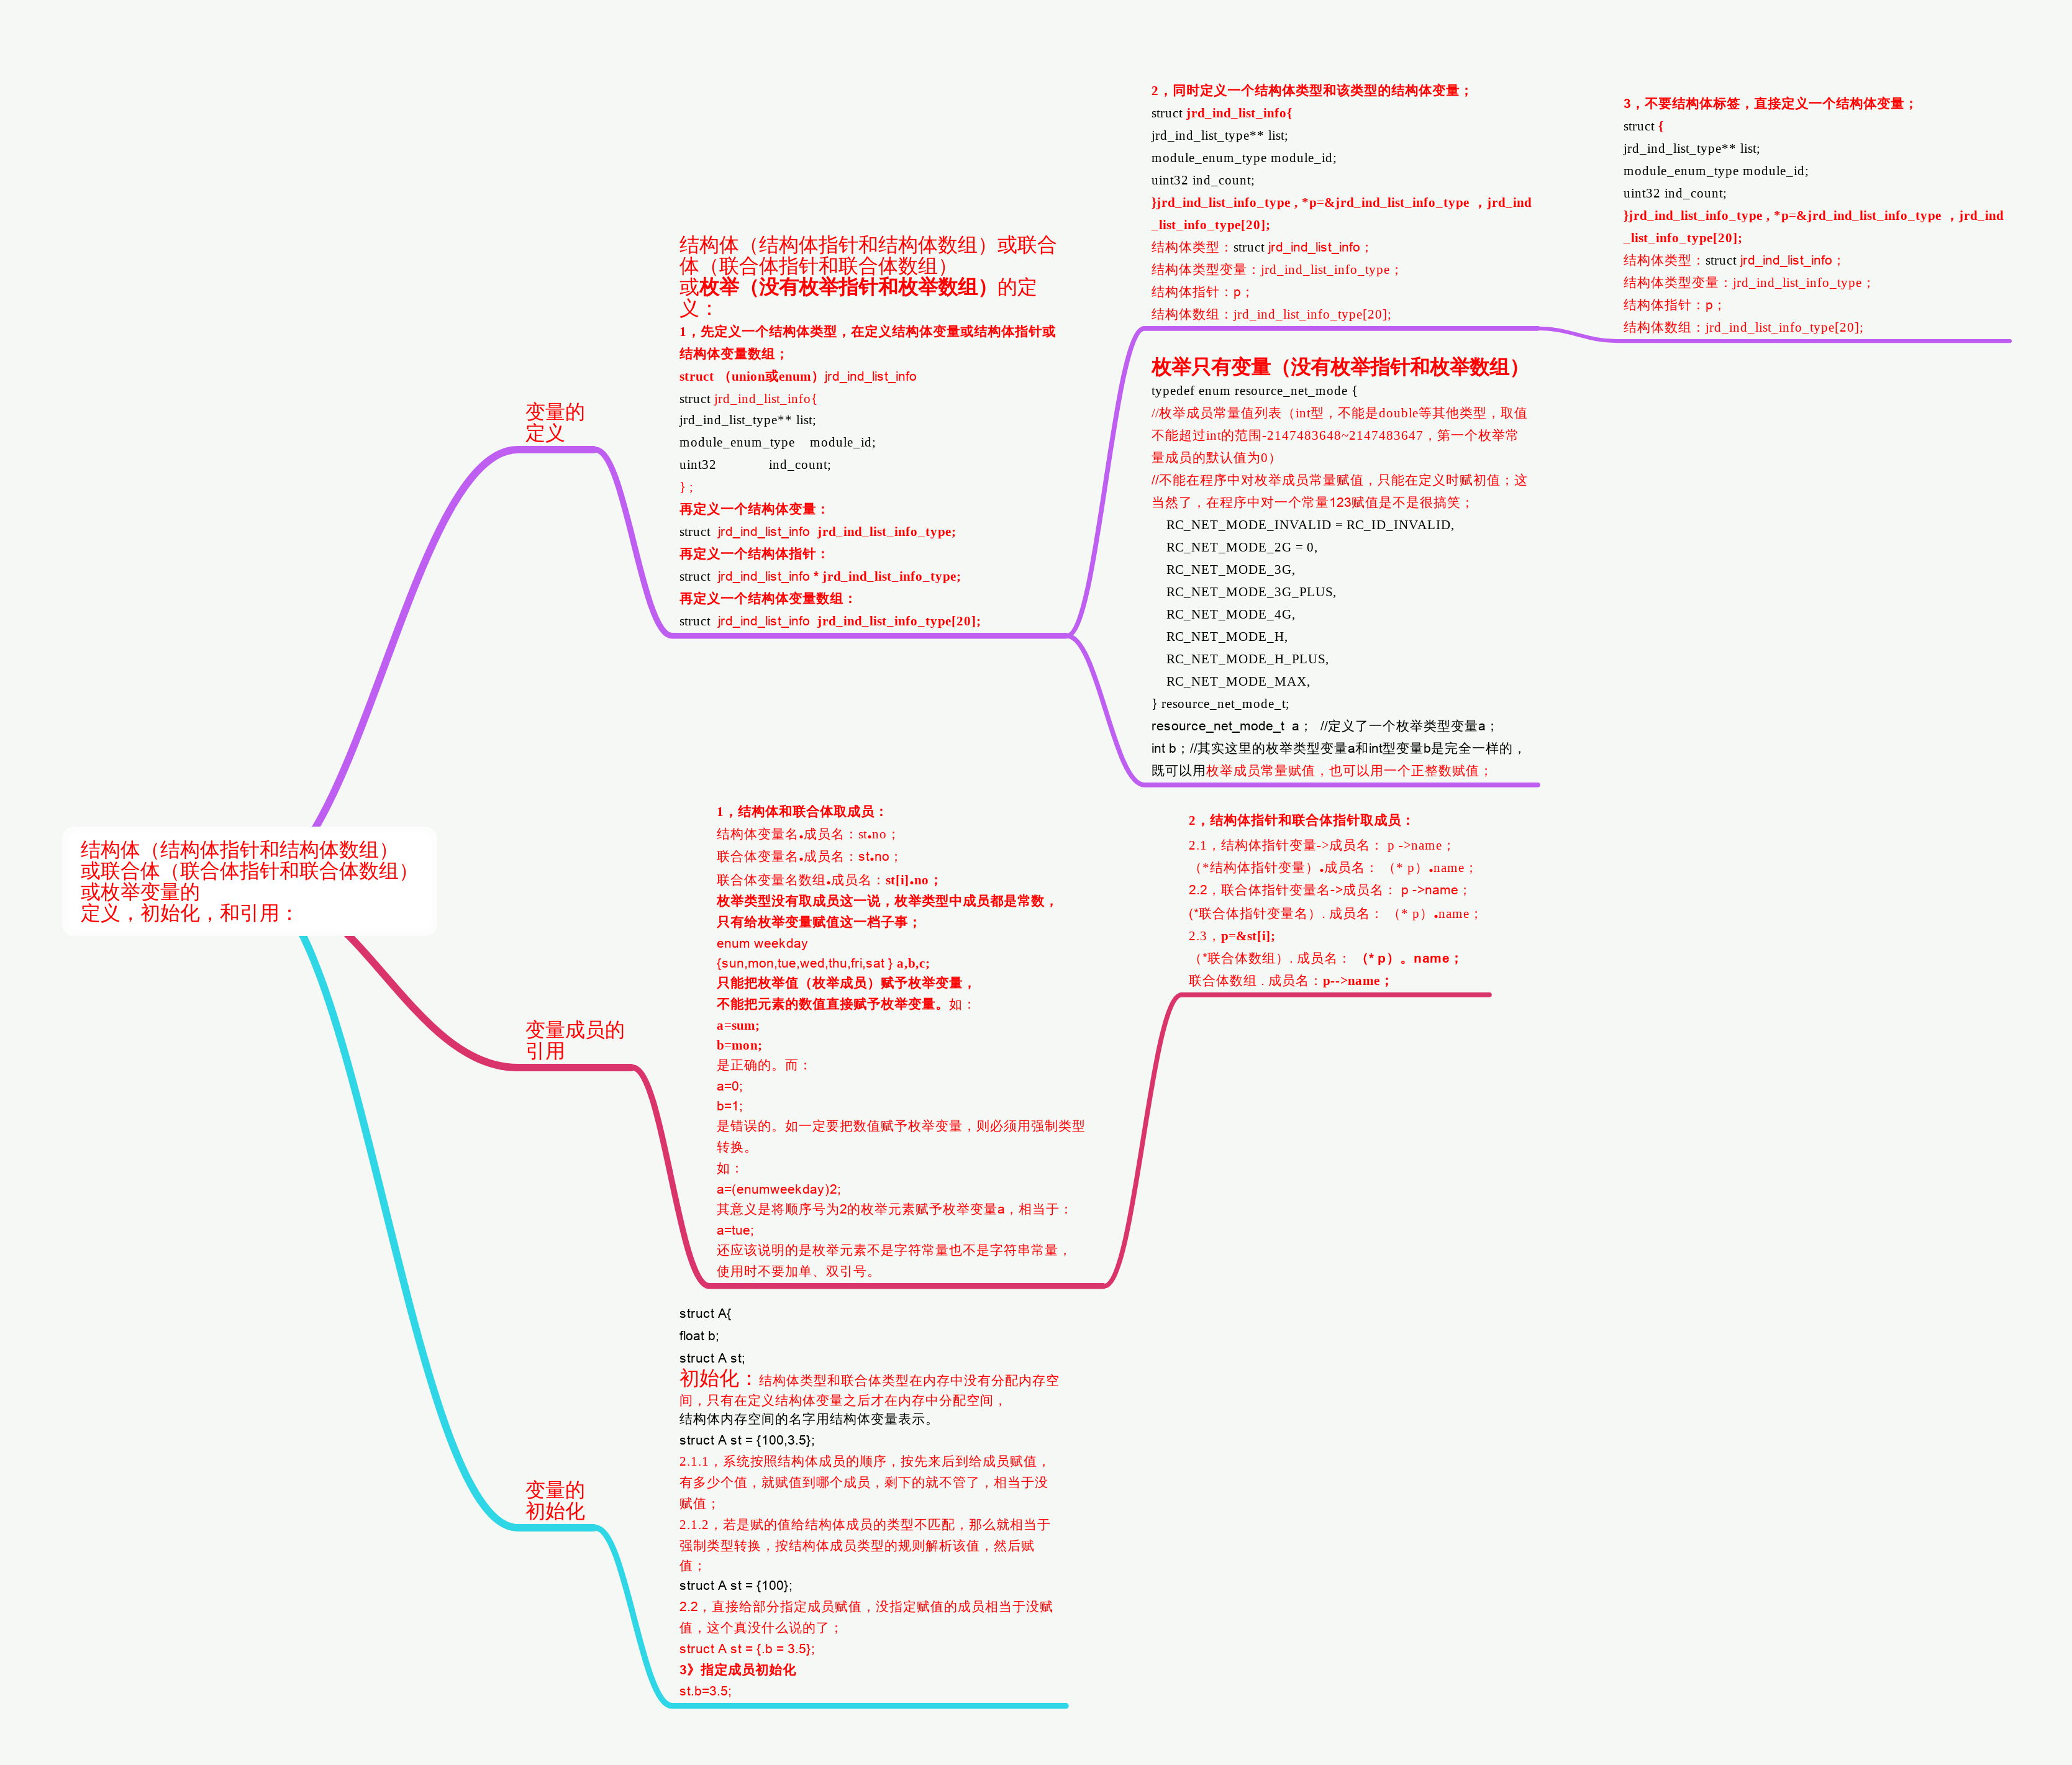 结构体（结构体指针和结构体数组）
或联合体（联合体指针和联合体数组）
或枚举变量的
定义，初始化，和引用：
变量的
定义
结构体（结构体指针和结构体数组）或联合
体（联合体指针和联合体数组）
或枚举（没有枚举指针和枚举数组）的定
义：
1，先定义一个结构体类型，在定义结构体变量或结构体指针或
结构体变量数组；
struct （union或enum）jrd_ind_list_info
struct jrd_ind_list_info{
jrd_ind_list_type** list;
module_enum_type    module_id;
uint32              ind_count;
} ;
再定义一个结构体变量：
struct  jrd_ind_list_info  jrd_ind_list_info_type;
再定义一个结构体指针：
struct  jrd_ind_list_info * jrd_ind_list_info_type;
再定义一个结构体变量数组：
struct  jrd_ind_list_info  jrd_ind_list_info_type[20];
2，同时定义一个结构体类型和该类型的结构体变量；
struct jrd_ind_list_info{
jrd_ind_list_type** list;
module_enum_type module_id;
uint32 ind_count;
}jrd_ind_list_info_type , *p=&jrd_ind_list_info_type ，jrd_ind
_list_info_type[20];
结构体类型：struct jrd_ind_list_info；
结构体类型变量：jrd_ind_list_info_type；
结构体指针：p；
结构体数组：jrd_ind_list_info_type[20];
3，不要结构体标签，直接定义一个结构体变量；
struct {
jrd_ind_list_type** list;
module_enum_type module_id;
uint32 ind_count;
}jrd_ind_list_info_type , *p=&jrd_ind_list_info_type ，jrd_ind
_list_info_type[20];
结构体类型：struct jrd_ind_list_info；
结构体类型变量：jrd_ind_list_info_type；
结构体指针：p；
结构体数组：jrd_ind_list_info_type[20];
枚举只有变量（没有枚举指针和枚举数组）
typedef enum resource_net_mode {
//枚举成员常量值列表（int型，不能是double等其他类型，取值
不能超过int的范围-2147483648~2147483647，第一个枚举常
量成员的默认值为0）
//不能在程序中对枚举成员常量赋值，只能在定义时赋初值；这
当然了，在程序中对一个常量123赋值是不是很搞笑；
RC_NET_MODE_INVALID = RC_ID_INVALID,
RC_NET_MODE_2G = 0,
RC_NET_MODE_3G,
RC_NET_MODE_3G_PLUS,
RC_NET_MODE_4G,
RC_NET_MODE_H,
RC_NET_MODE_H_PLUS,
RC_NET_MODE_MAX,
} resource_net_mode_t;
resource_net_mode_t  a；  //定义了一个枚举类型变量a；
int b；//其实这里的枚举类型变量a和int型变量b是完全一样的，
既可以用枚举成员常量赋值，也可以用一个正整数赋值；
变量成员的
引用
1，结构体和联合体取成员：
结构体变量名.成员名：st.no；
联合体变量名.成员名：st.no；
联合体变量名数组.成员名：st[i].no；
枚举类型没有取成员这一说，枚举类型中成员都是常数，
只有给枚举变量赋值这一档子事；
enum weekday
{sun,mon,tue,wed,thu,fri,sat } a,b,c;
只能把枚举值（枚举成员）赋予枚举变量，
不能把元素的数值直接赋予枚举变量。如：
a=sum;
b=mon;
是正确的。而：
a=0;
b=1;
是错误的。如一定要把数值赋予枚举变量，则必须用强制类型
转换。
如：
a=(enumweekday)2;
其意义是将顺序号为2的枚举元素赋予枚举变量a，相当于：
a=tue;
还应该说明的是枚举元素不是字符常量也不是字符串常量，
使用时不要加单、双引号。
2，结构体指针和联合体指针取成员：
2.1，结构体指针变量->成员名： p ->name；
（*结构体指针变量）.成员名： （* p）.name；
2.2，联合体指针变量名->成员名： p ->name；
(*联合体指针变量名）. 成员名： （* p）.name；
2.3，p=&st[i];
（*联合体数组）. 成员名： （* p）。name；
联合体数组 . 成员名：p-->name；
变量的
初始化
struct A{
float b;
struct A st;
初始化：结构体类型和联合体类型在内存中没有分配内存空
间，只有在定义结构体变量之后才在内存中分配空间，
结构体内存空间的名字用结构体变量表示。
struct A st = {100,3.5};
2.1.1，系统按照结构体成员的顺序，按先来后到给成员赋值，
有多少个值，就赋值到哪个成员，剩下的就不管了，相当于没
赋值；
2.1.2，若是赋的值给结构体成员的类型不匹配，那么就相当于
强制类型转换，按结构体成员类型的规则解析该值，然后赋
值；
struct A st = {100};
2.2，直接给部分指定成员赋值，没指定赋值的成员相当于没赋
值，这个真没什么说的了；
struct A st = {.b = 3.5};
3》指定成员初始化
st.b=3.5;